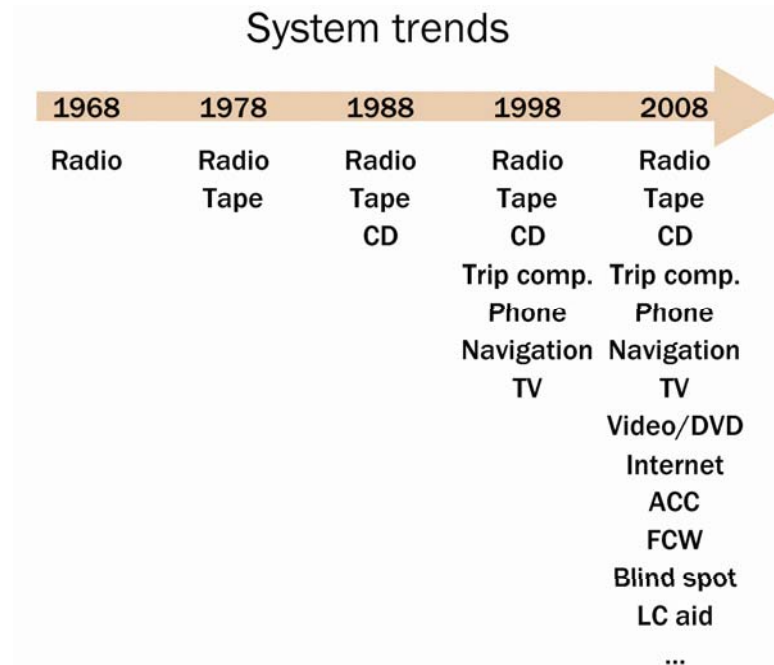 System trends
1968 1978 1988 1998 2008
Radio Radio Radio Radio Radio
Tape Tape Tape Tape
CD CD CD
Trip comp. Trip comp.
Phone Phone
Navigation Navigation
TV TV
Video/DVD
Internet
ACC
FCW
Blind spot
LC aid
...